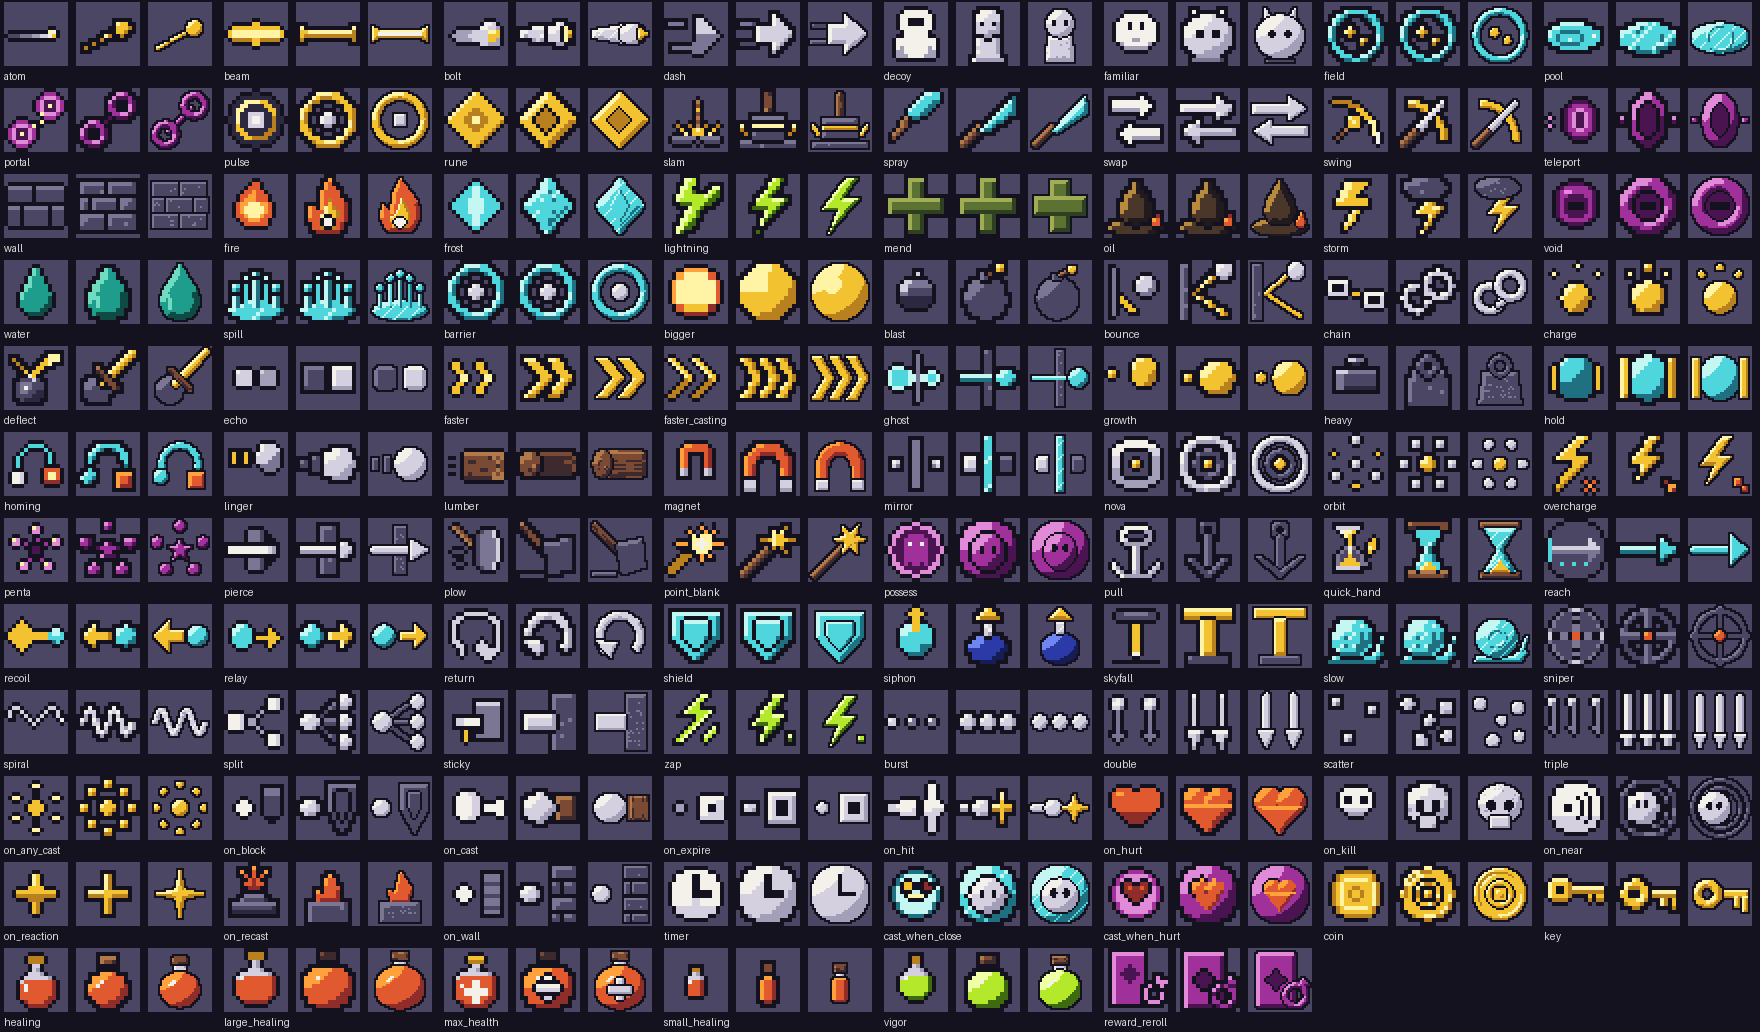 atom beam bolt dash decoy familiar field pool
portal pulse rune slam spray swap swing teleport
wall fire frost lightning mend oil storm void
water spill barrier bigger blast bounce chain charge
deflect echo faster faster_casting ghost growth heavy hold
homing linger lumber magnet mirror nova orbit overcharge
penta pierce plow point_blank possess pull quick_hand reach
recoil relay return shield siphon skyfall slow sniper
spiral split sticky zap burst double scatter triple
on_any_cast on_block on_cast on_expire on_hit on_hurt on_kill on_near
on_reaction on_recast on_wall timer cast_when_close cast_when_hurt coin key
healing large_healing max_health small_healing vigor reward_reroll